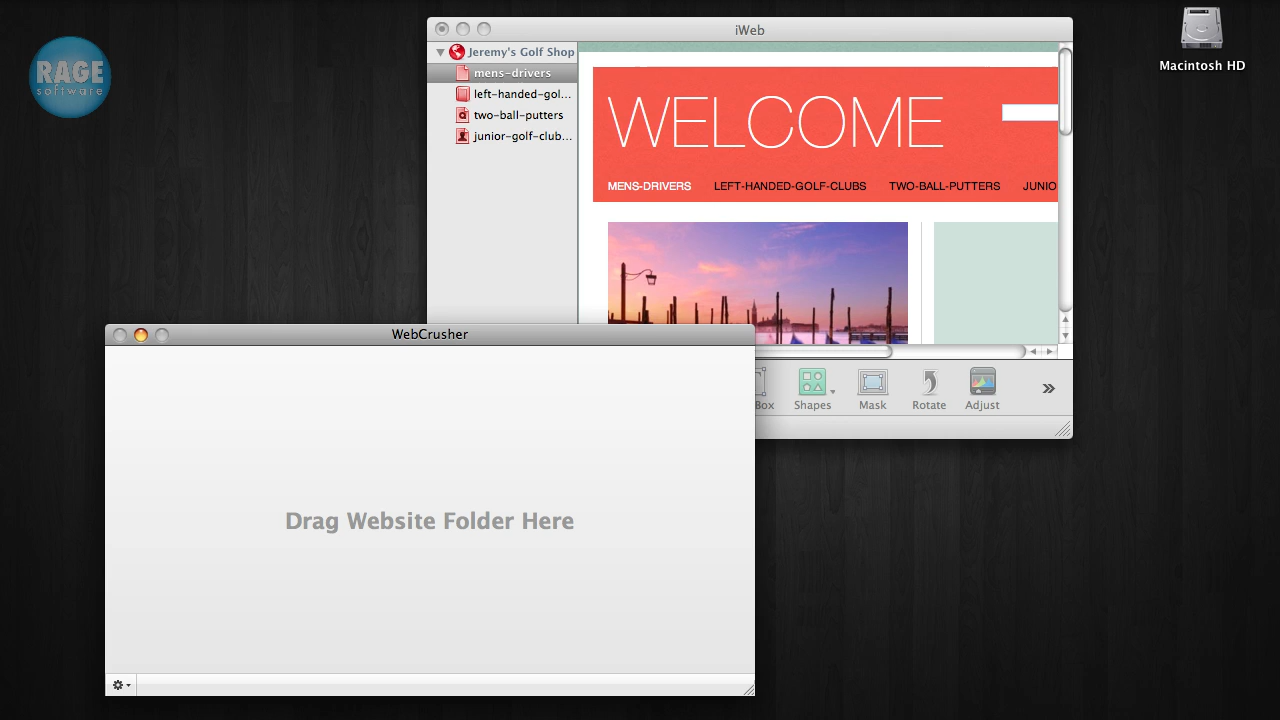 RAGE
software
iWeb
Macintosh HD
Jeremy's Golf Shop
mens-drivers
left-handed-gol...
two-ball-putters
junior-golf-club...
WELCOME
MENS-DRIVERS LEFT-HANDED-GOLF-CLUBS TWO-BALL-PUTTERS JUNIO
Box Shapes Mask Rotate Adjust
WebCrusher
Drag Website Folder Here